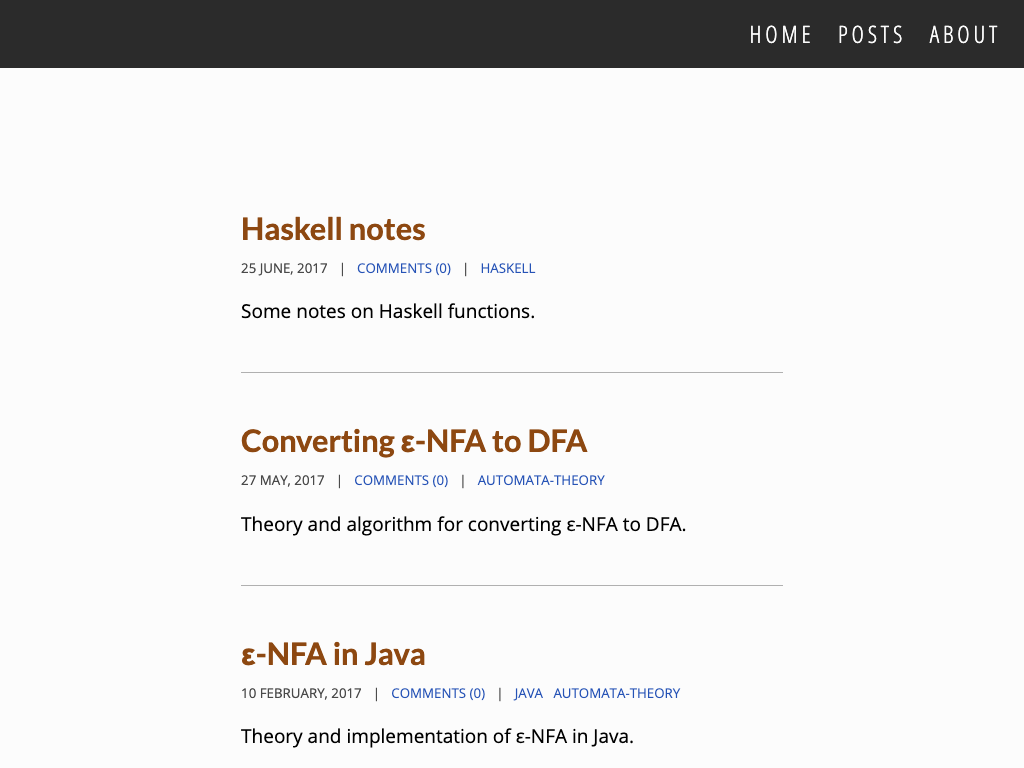 HOME POSTS ABOUT
Haskell notes
25 JUNE, 2017 | COMMENTS (0) | HASKELL
Some notes on Haskell functions.
Converting ε-NFA to DFA
27 MAY, 2017 | COMMENTS (0) | AUTOMATA-THEORY
Theory and algorithm for converting ε-NFA to DFA.
ε-NFA in Java
10 FEBRUARY, 2017 | COMMENTS (0) | JAVA AUTOMATA-THEORY
Theory and implementation of ε-NFA in Java.